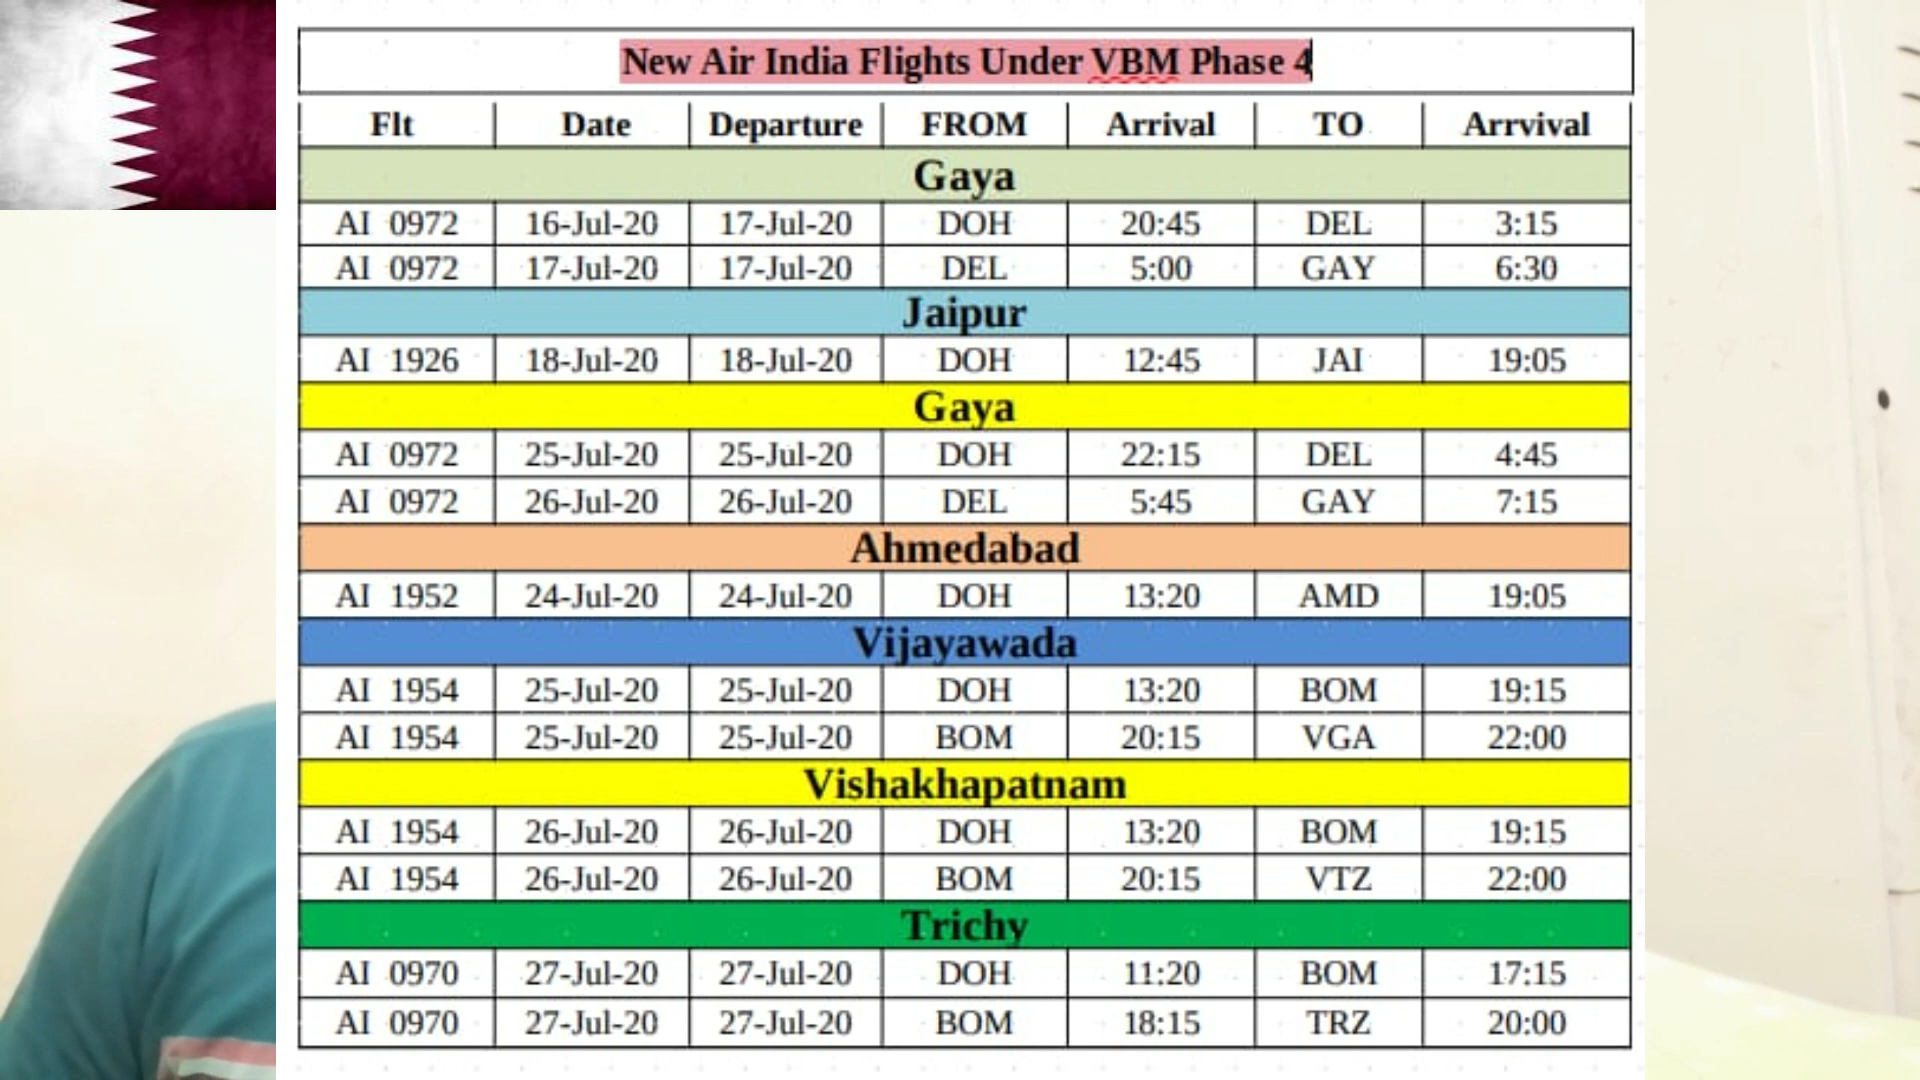 New Air India Flights Under VBM Phase 4
Flt Date Departure FROM Arrival TO Arrvival
Gaya
AI 0972 16-Jul-20 17-Jul-20 DOH 20:45 DEL 3:15
AI 0972 17-Jul-20 17-Jul-20 DEL 5:00 GAY 6:30
Jaipur
AI 1926 18-Jul-20 18-Jul-20 DOH 12:45 JAI 19:05
Gaya
AI 0972 25-Jul-20 25-Jul-20 DOH 22:15 DEL 4:45
AI 0972 26-Jul-20 26-Jul-20 DEL 5:45 GAY 7:15
Ahmedabad
AI 1952 24-Jul-20 24-Jul-20 DOH 13:20 AMD 19:05
Vijayawada
AI 1954 25-Jul-20 25-Jul-20 DOH 13:20 BOM 19:15
AI 1954 25-Jul-20 25-Jul-20 BOM 20:15 VGA 22:00
Vishakhapatnam
AI 1954 26-Jul-20 26-Jul-20 DOH 13:20 BOM 19:15
AI 1954 26-Jul-20 26-Jul-20 BOM 20:15 VTZ 22:00
Trichy
AI 0970 27-Jul-20 27-Jul-20 DOH 11:20 BOM 17:15
AI 0970 27-Jul-20 27-Jul-20 BOM 18:15 TRZ 20:00